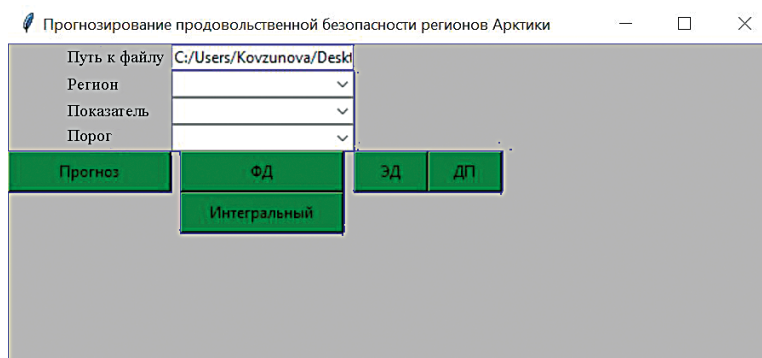 Прогнозирование продовольственной безопасности регионов Арктики
Путь к файлу C:/Users/Kovzunova/Deskt
Регион
Показатель
Порог
Прогноз ФД ЭД ДП
Интегральный